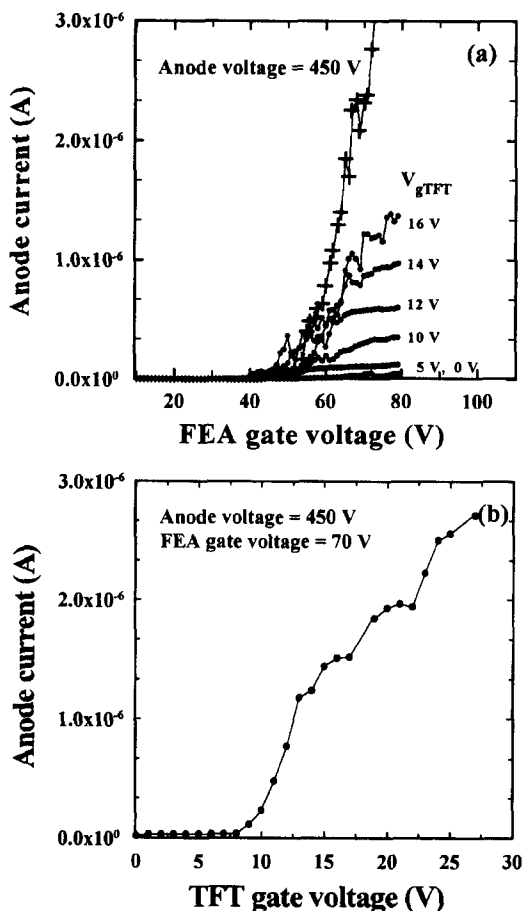 3.0x10⁻⁶
(a)
Anode voltage = 450 V
Anode current (A)
2.0x10⁻⁶
VgTFT
16 V
14 V
1.0x10⁻⁶
12 V
10 V
5 V, 0 V
0.0x10⁰
20 40 60 80 100
FEA gate voltage (V)
3.0x10⁻⁶
(b)
Anode voltage = 450 V
FEA gate voltage = 70 V
Anode current (A)
2.0x10⁻⁶
1.0x10⁻⁶
0.0x10⁰
0 5 10 15 20 25 30
TFT gate voltage (V)